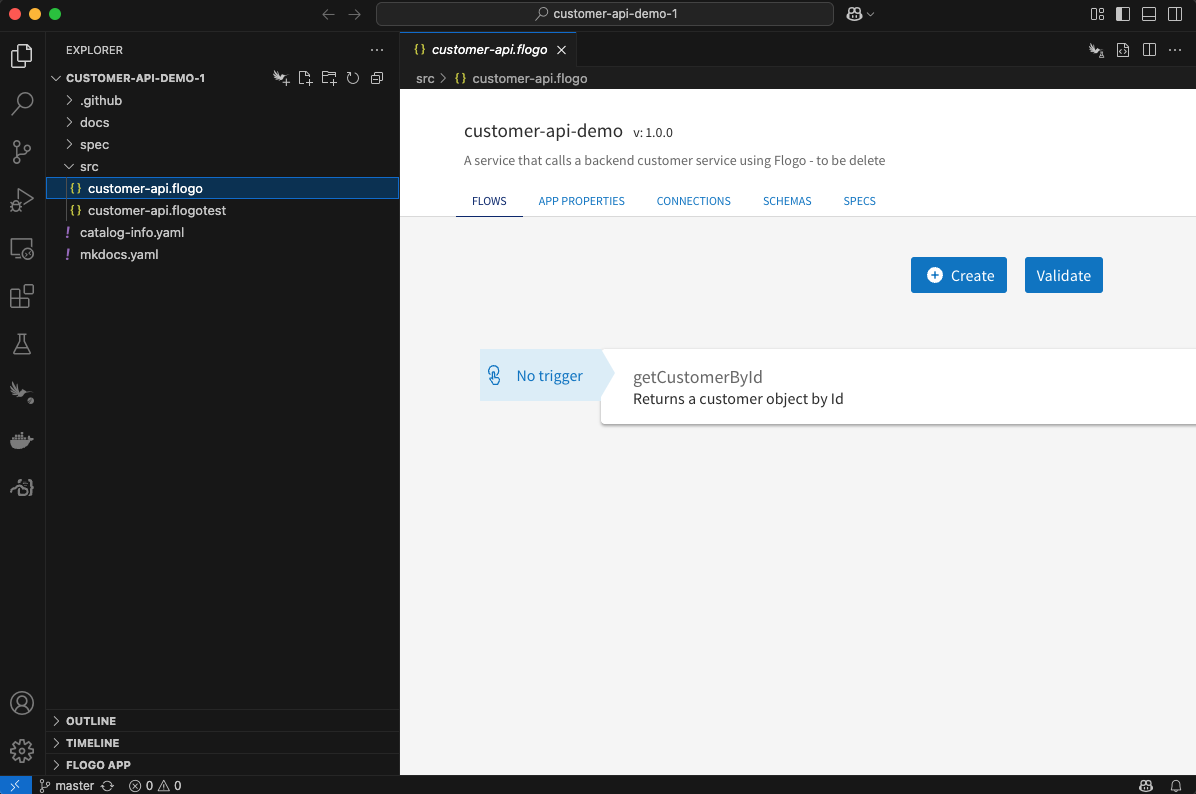 customer-api-demo-1
EXPLORER
CUSTOMER-API-DEMO-1
.github
docs
spec
src
{} customer-api.flogo
{} customer-api.flogotest
! catalog-info.yaml
! mkdocs.yaml
OUTLINE
TIMELINE
FLOGO APP
{} customer-api.flogo
src > {} customer-api.flogo
customer-api-demo v: 1.0.0
A service that calls a backend customer service using Flogo - to be delete
FLOWS APP PROPERTIES CONNECTIONS SCHEMAS SPECS
Create Validate
No trigger
getCustomerById
Returns a customer object by Id
master 0 0